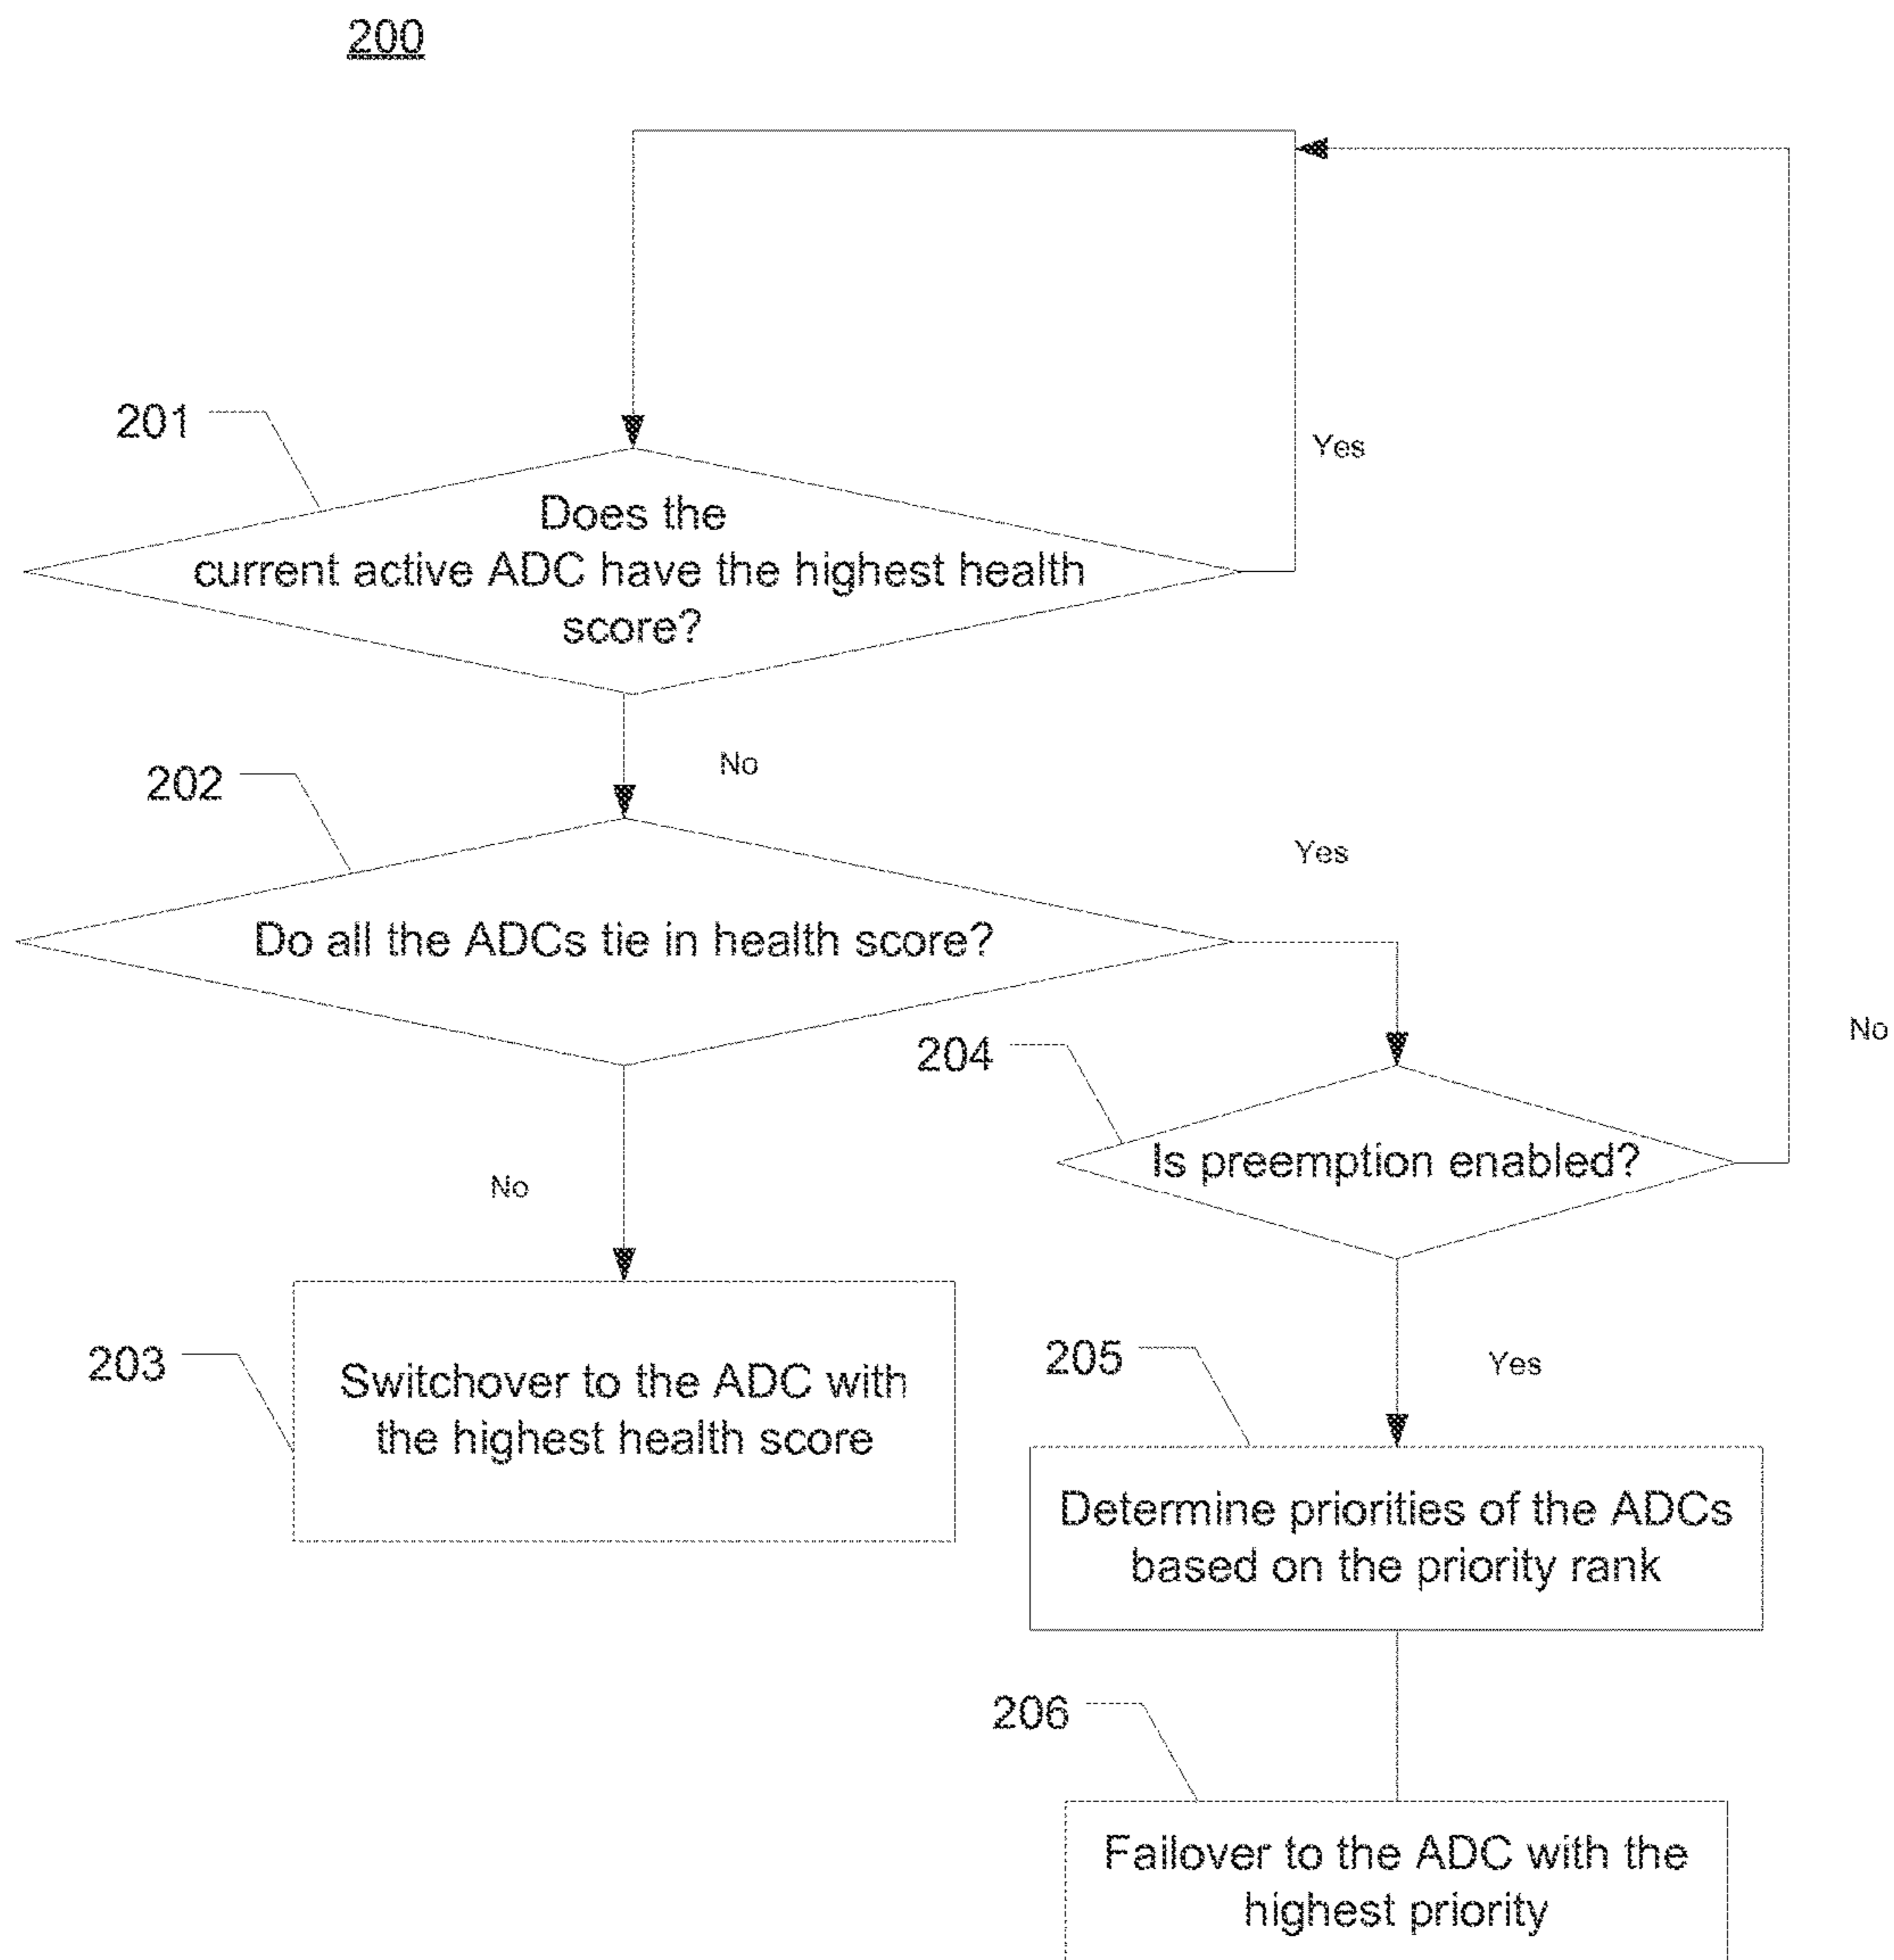 200
201
Does the
current active ADC have the highest health
score?
Yes
No
202
Do all the ADCs tie in health score?
Yes
No
204
Is preemption enabled?
No
203
Switchover to the ADC with
the highest health score
Yes
205
Determine priorities of the ADCs
based on the priority rank
206
Failover to the ADC with the
highest priority